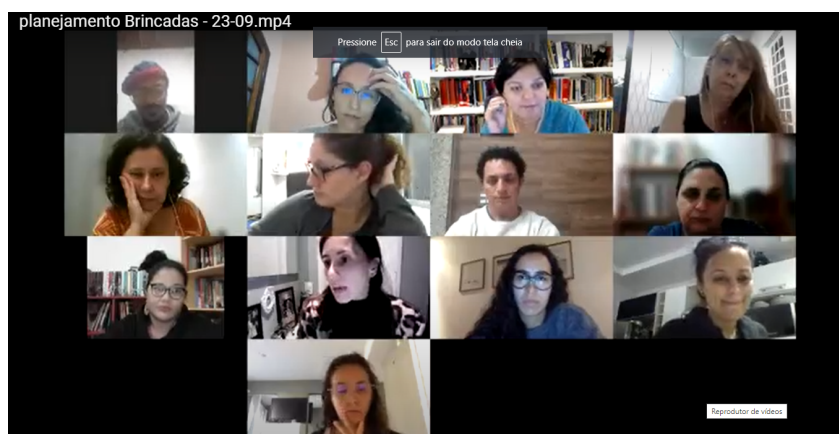 planejamento Brincadas - 23-09.mp4
Pressione Esc para sair do modo tela cheia
Reprodutor de vídeos